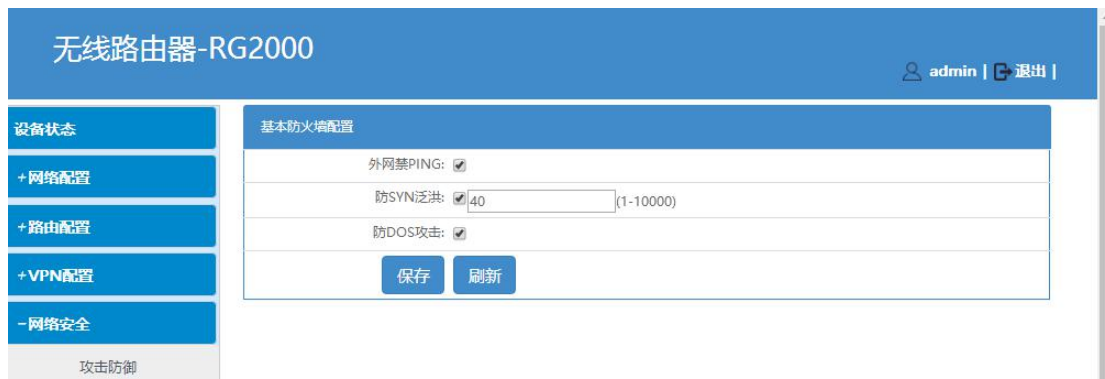 无线路由器-RG2000
admin | 退出 |
设备状态
+网络配置
+路由配置
+VPN配置
-网络安全
攻击防御
基本防火墙配置
外网禁PING:
防SYN泛洪: 40 (1-10000)
防DOS攻击:
保存 刷新